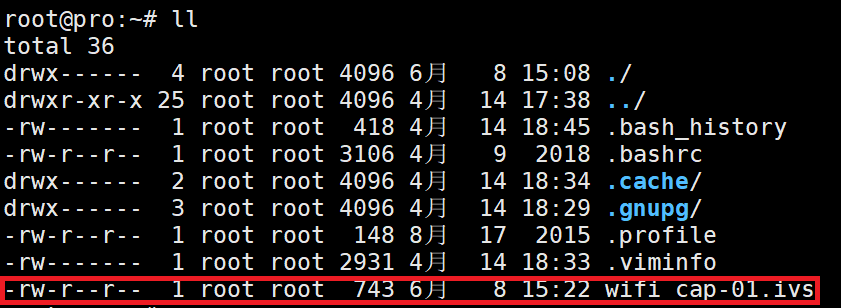 root@pro:~# ll
total 36
drwx------  4 root root 4096 6月   8 15:08 ./
drwxr-xr-x 25 root root 4096 4月  14 17:38 ../
-rw-------  1 root root  418 4月  14 18:45 .bash_history
-rw-r--r--  1 root root 3106 4月   9  2018 .bashrc
drwx------  2 root root 4096 4月  14 18:34 .cache/
drwx------  3 root root 4096 4月  14 18:29 .gnupg/
-rw-r--r--  1 root root  148 8月  17  2015 .profile
-rw-------  1 root root 2931 4月  14 18:33 .viminfo
-rw-r--r--  1 root root  743 6月   8 15:22 wifi_cap-01.ivs